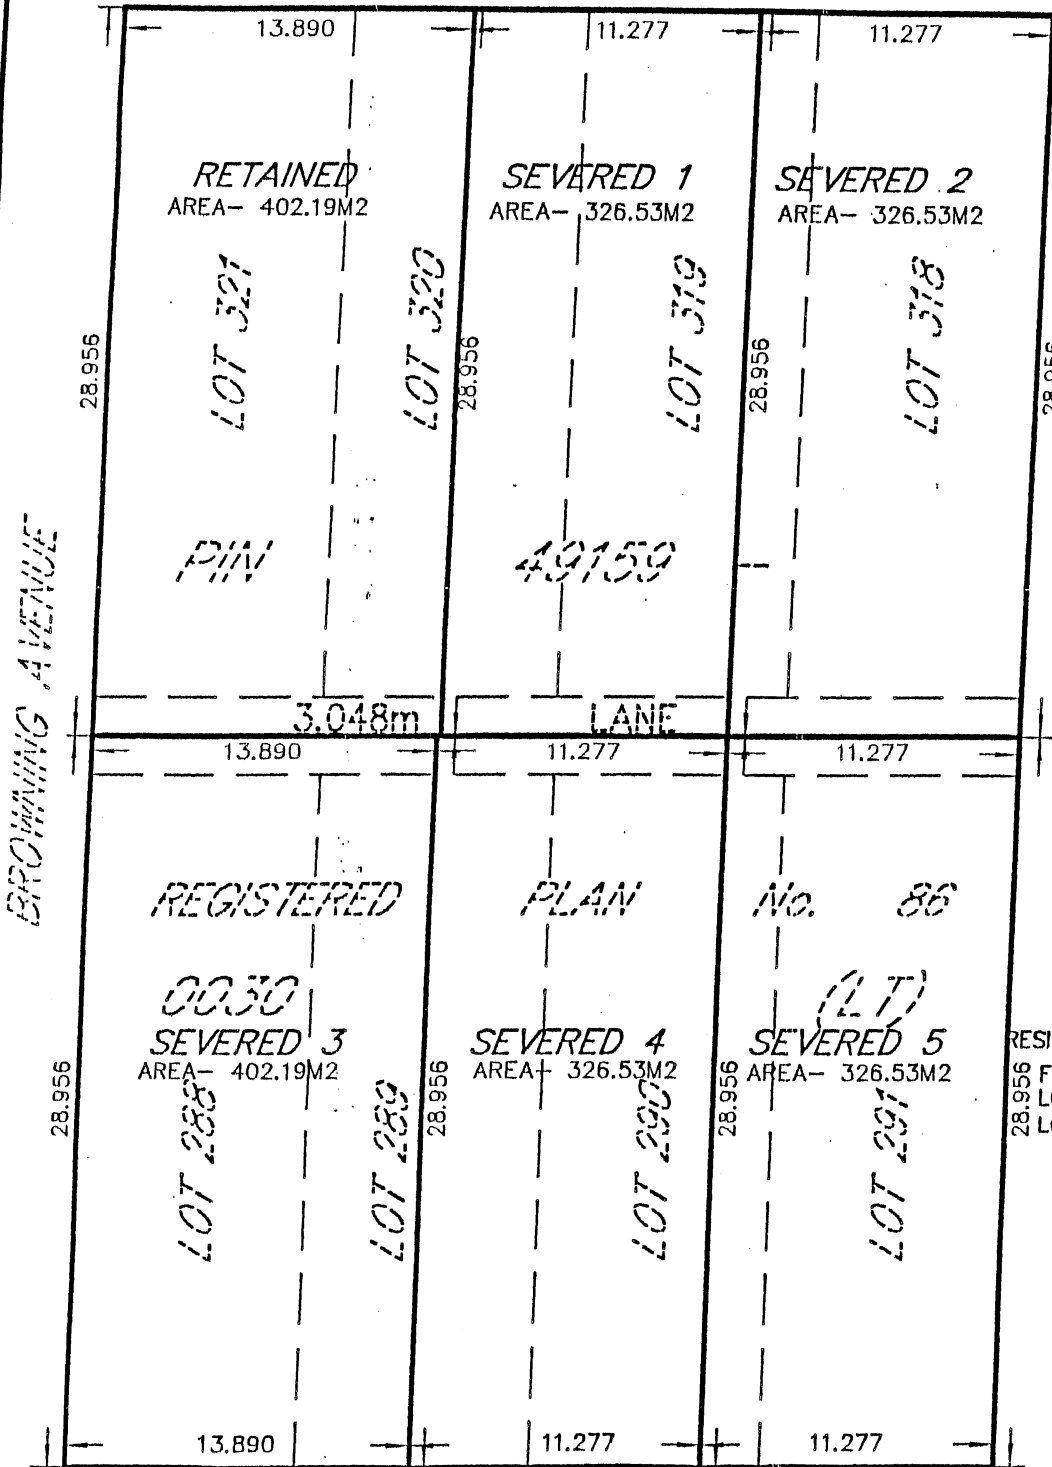 13.890 11.277 11.277
RETAINED SEVERED 1 SEVERED 2
AREA- 402.19M2 AREA- 326.53M2 AREA- 326.53M2
LOT 321 LOT 320 LOT 319 LOT 318
28.956 28.956 28.956 28.956
PIN 49159 -
BROWNING AVENUE
3.048m LANE
13.890 11.277 11.277
REGISTERED PLAN No. 86
0030 (LT)
SEVERED 3 SEVERED 4 SEVERED 5
AREA- 402.19M2 AREA- 326.53M2 AREA- 326.53M2
28.956 28.956 28.956 28.956
LOT 288 LOT 289 LOT 290 LOT 291
13.890 11.277 11.277